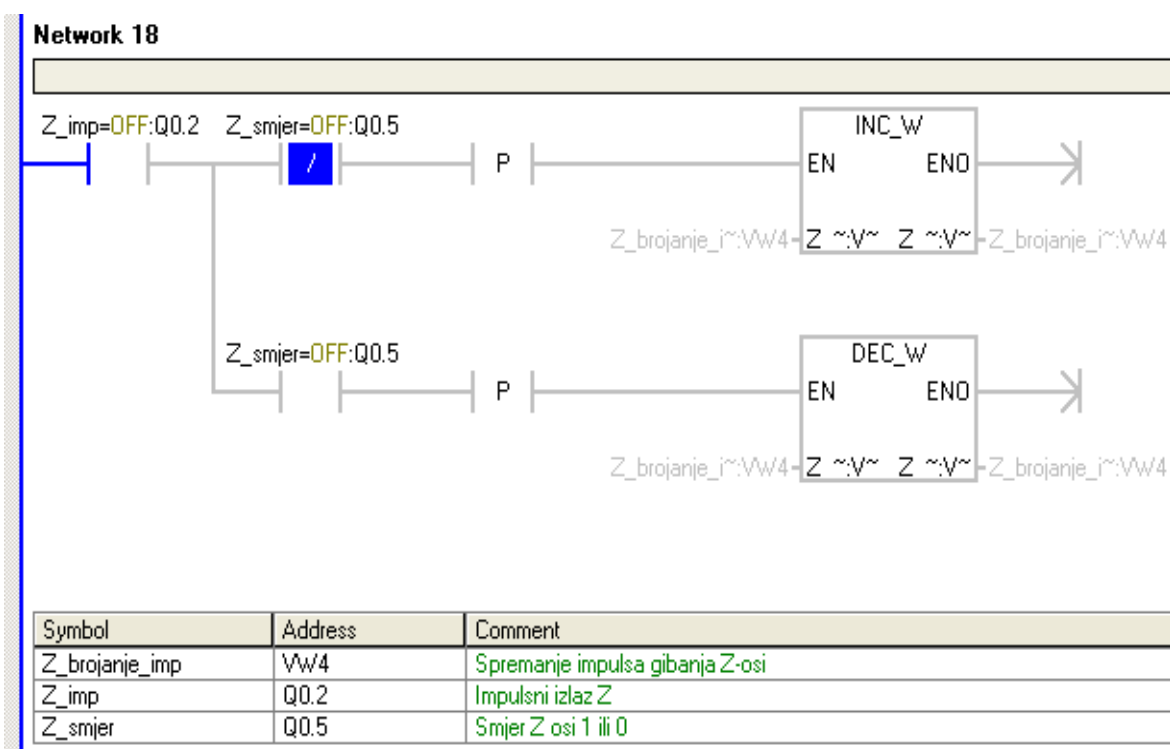 Network 18
Z_imp=OFF:Q0.2 Z_smjer=OFF:Q0.5
/
P
INC_W
EN ENO
Z_brojanje_i~:VW4 Z ~:V~ Z ~:V~ Z_brojanje_i~:VW4
Z_smjer=OFF:Q0.5
P
DEC_W
EN ENO
Z_brojanje_i~:VW4 Z ~:V~ Z ~:V~ Z_brojanje_i~:VW4
Symbol Address Comment
Z_brojanje_imp VW4 Spremanje impulsa gibanja Z-osi
Z_imp Q0.2 Impulsni izlaz Z
Z_smjer Q0.5 Smjer Z osi 1 ili 0